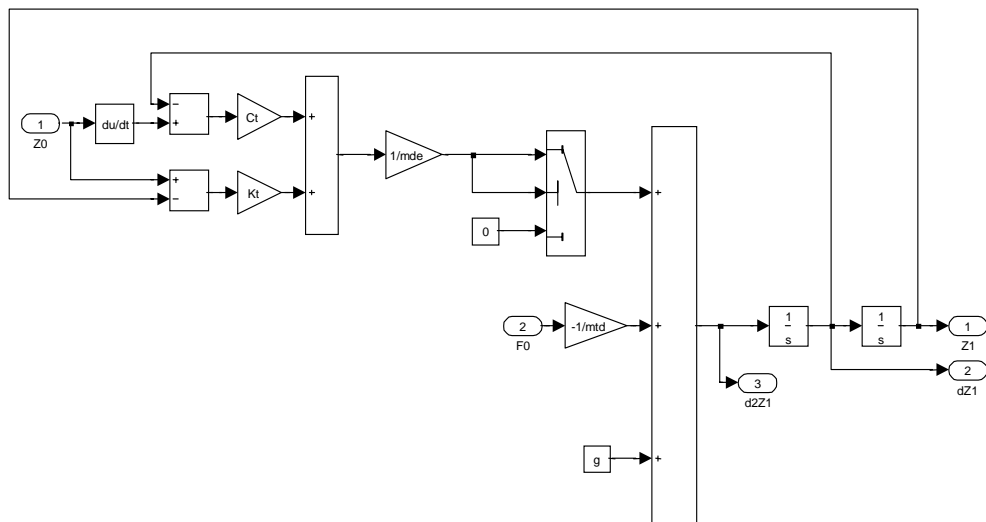 1
Z0
du/dt
−
+
+
−
Ct
Kt
+
+
1/mde
0
2
F0
-1/mtd
g
+
+
+
1
s
1
s
1
Z1
2
dZ1
3
d2Z1